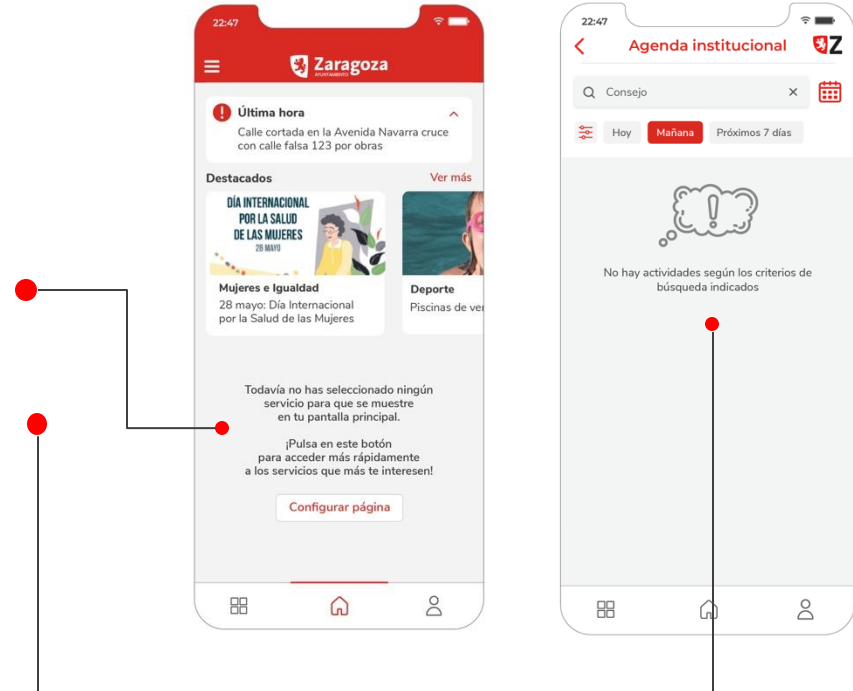 22:47
Zaragoza
AYUNTAMIENTO
Última hora
Calle cortada en la Avenida Navarra cruce
con calle falsa 123 por obras
Destacados
Ver más
DÍA INTERNACIONAL
POR LA SALUD
DE LAS MUJERES
28 MAYO
Mujeres e Igualdad
28 mayo: Día Internacional
por la Salud de las Mujeres
Deporte
Piscinas de ver
Todavía no has seleccionado ningún
servicio para que se muestre
en tu pantalla principal.
¡Pulsa en este botón
para acceder más rápidamente
a los servicios que más te interesen!
Configurar página
22:47
Agenda institucional
Z
Consejo
Hoy
Mañana
Próximos 7 días
No hay actividades según los criterios de
búsqueda indicados